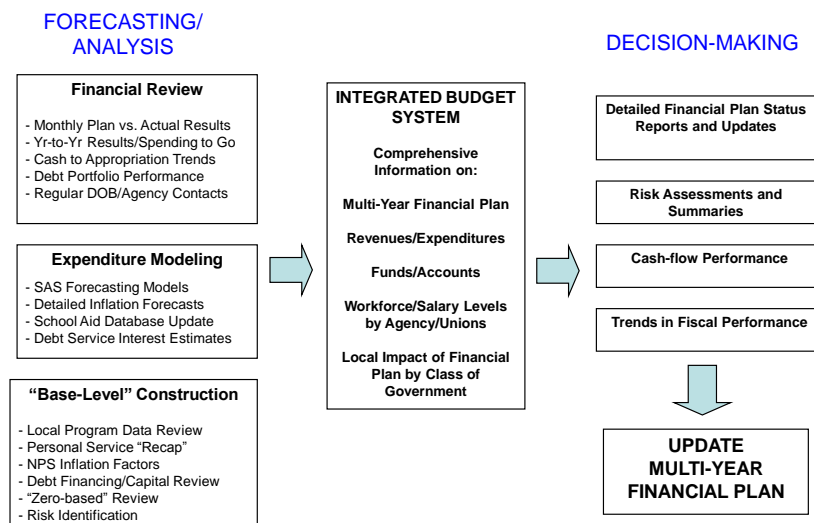 FORECASTING/
ANALYSIS
Financial Review
- Monthly Plan vs. Actual Results
- Yr-to-Yr Results/Spending to Go
- Cash to Appropriation Trends
- Debt Portfolio Performance
- Regular DOB/Agency Contacts
Expenditure Modeling
- SAS Forecasting Models
- Detailed Inflation Forecasts
- School Aid Database Update
- Debt Service Interest Estimates
“Base-Level” Construction
- Local Program Data Review
- Personal Service “Recap”
- NPS Inflation Factors
- Debt Financing/Capital Review
- “Zero-based” Review
- Risk Identification
INTEGRATED BUDGET
SYSTEM
Comprehensive
Information on:
Multi-Year Financial Plan
Revenues/Expenditures
Funds/Accounts
Workforce/Salary Levels
by Agency/Unions
Local Impact of Financial
Plan by Class of
Government
DECISION-MAKING
Detailed Financial Plan Status
Reports and Updates
Risk Assessments and
Summaries
Cash-flow Performance
Trends in Fiscal Performance
UPDATE
MULTI-YEAR
FINANCIAL PLAN